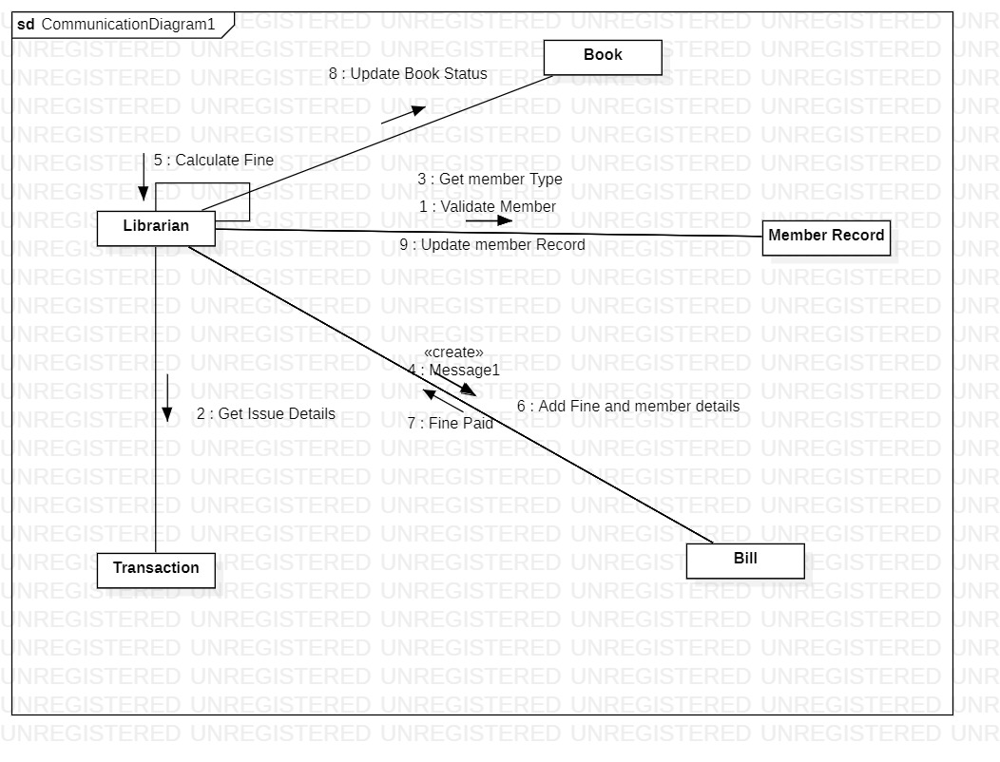 sd CommunicationDiagram1
Book
8 : Update Book Status
5 : Calculate Fine
3 : Get member Type
1 : Validate Member
Librarian
Member Record
9 : Update member Record
«create»
4 : Message1
6 : Add Fine and member details
2 : Get Issue Details
7 : Fine Paid
Bill
Transaction
UNREGISTERED